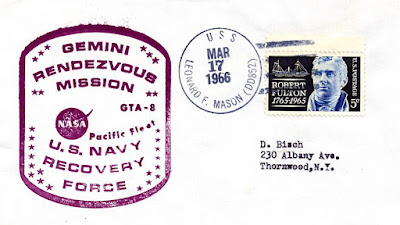 GEMINI
RENDEZVOUS
MISSION
GTA-8
NASA
Pacific Fleet
U.S. NAVY
RECOVERY
FORCE
USS
LEONARD F. MASON (DD852)
MAR
17
1966
ROBERT
FULTON
1765-1965
U.S. POSTAGE
5c
D. Bisch
230 Albany Ave.
Thornwood, N.Y.